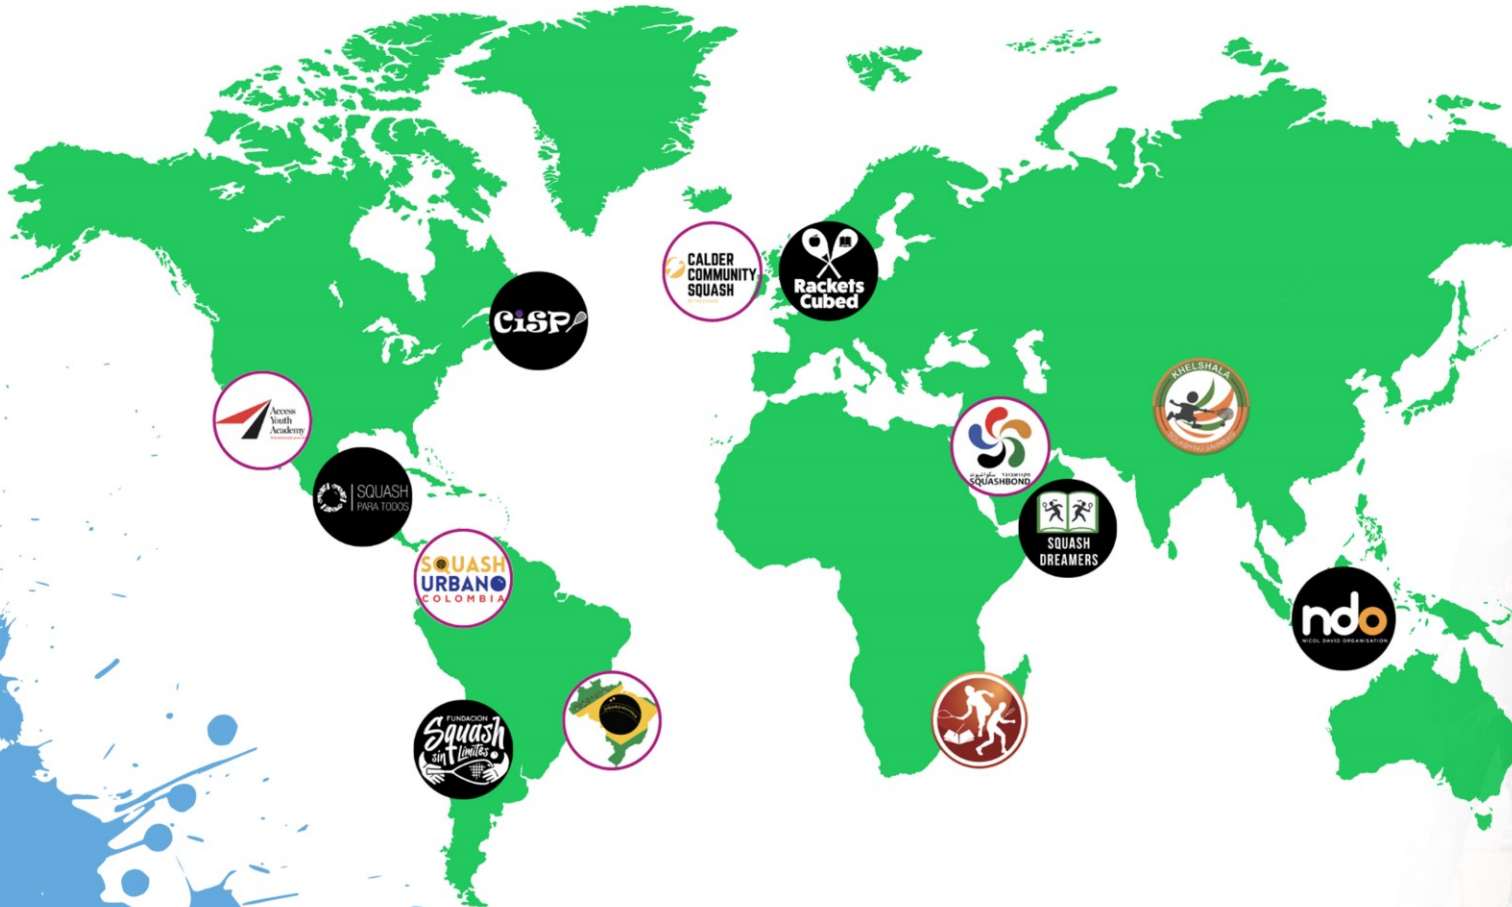 CALDER
COMMUNITY
SQUASH
Rackets
Cubed
CiSP
KHELSHALA
Access
Youth
Academy
SQUASHBOND
SQUASH
PARA TODOS
SQUASH
DREAMERS
SQUASH
URBANO
COLOMBIA
ndo
NICOL DAVID ORGANISATION
FUNDACION
Squash
sin Límites